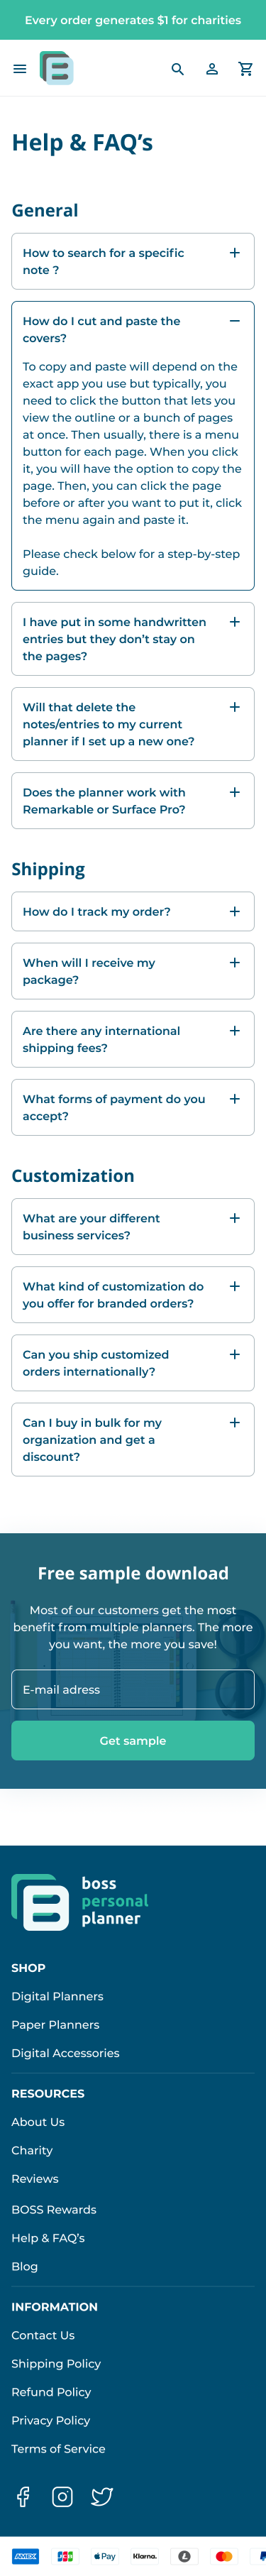 Every order generates $1 for charities
Help & FAQ’s
General
How to search for a specific
note ?
How do I cut and paste the
covers?
To copy and paste will depend on the
exact app you use but typically, you
need to click the button that lets you
view the outline or a bunch of pages
at once. Then usually, there is a menu
button for each page. When you click
it, you will have the option to copy the
page. Then, you can click the page
before or after you want to put it, click
the menu again and paste it.
Please check below for a step-by-step
guide.
I have put in some handwritten
entries but they don’t stay on
the pages?
Will that delete the
notes/entries to my current
planner if I set up a new one?
Does the planner work with
Remarkable or Surface Pro?
Shipping
How do I track my order?
When will I receive my
package?
Are there any international
shipping fees?
What forms of payment do you
accept?
Customization
What are your different
business services?
What kind of customization do
you offer for branded orders?
Can you ship customized
orders internationally?
Can I buy in bulk for my
organization and get a
discount?
Free sample download
Most of our customers get the most
benefit from multiple planners. The more
you want, the more you save!
E-mail adress
Get sample
boss
personal
planner
SHOP
Digital Planners
Paper Planners
Digital Accessories
RESOURCES
About Us
Charity
Reviews
BOSS Rewards
Help & FAQ’s
Blog
INFORMATION
Contact Us
Shipping Policy
Refund Policy
Privacy Policy
Terms of Service
AMEX JCB Pay Klarna.